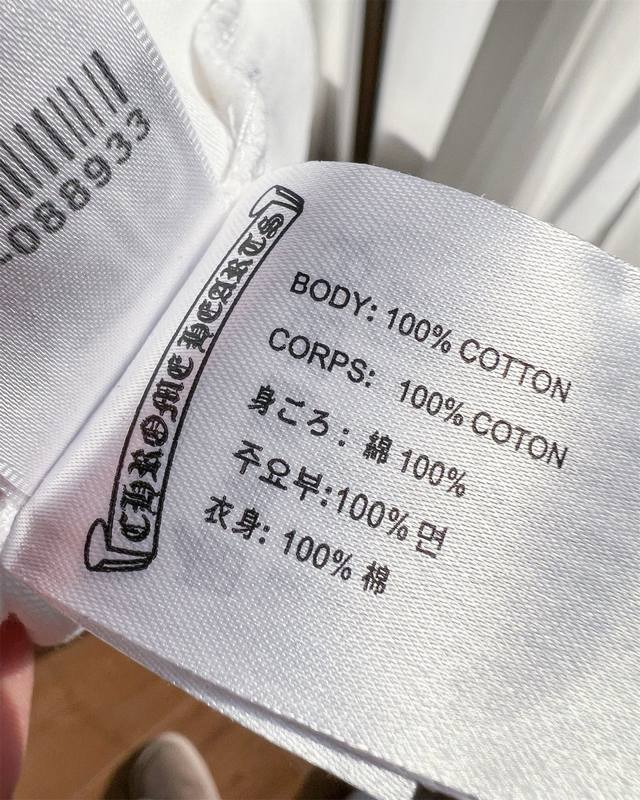 -088933
CHROME HEARTS
BODY: 100% COTTON
CORPS: 100% COTON
身ごろ: 綿 100%
주요부:100% 면
衣身: 100% 棉